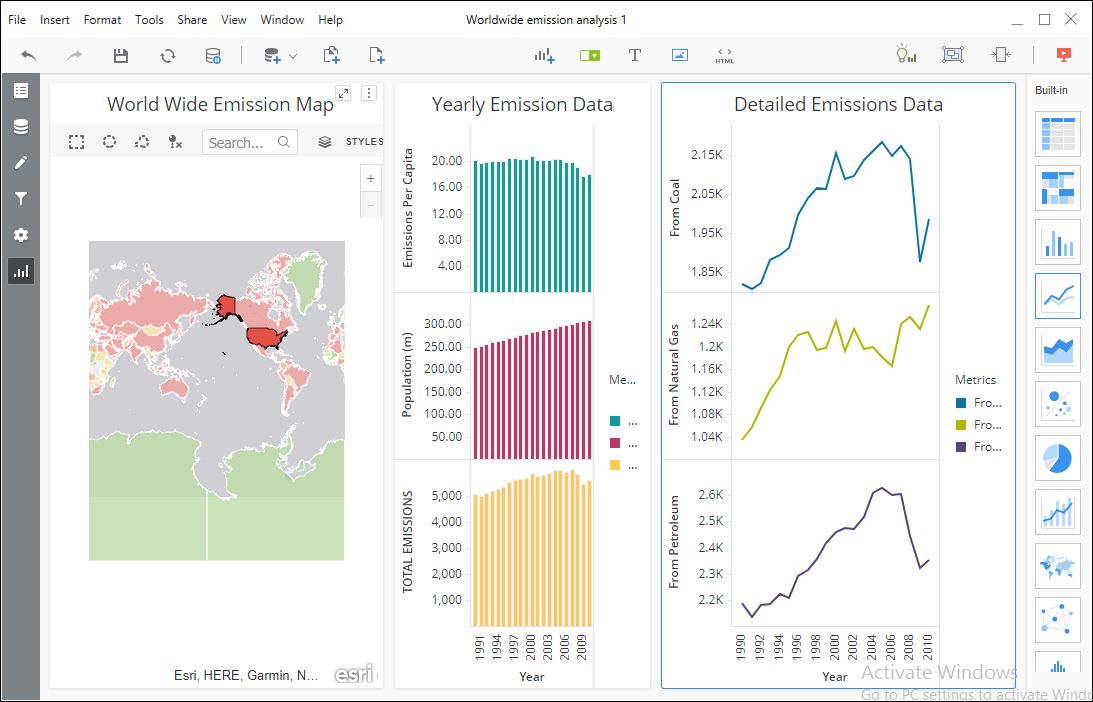 File Insert Format Tools Share View Window Help
Worldwide emission analysis 1
HTML
World Wide Emission Map
Search...
STYLES
Esri, HERE, Garmin, N...
esri
Yearly Emission Data
Emissions Per Capita
20.00
16.00
12.00
8.00
4.00
Population (m)
300.00
250.00
200.00
150.00
100.00
50.00
TOTAL EMISSIONS
5,000
4,000
3,000
2,000
1,000
1991 1994 1997 2000 2003 2006 2009
Year
Me...
...
...
...
Detailed Emissions Data
From Coal
2.15K
2.05K
1.95K
1.85K
From Natural Gas
1.24K
1.2K
1.16K
1.12K
1.08K
1.04K
From Petroleum
2.6K
2.5K
2.4K
2.3K
2.2K
1990 1992 1994 1996 1998 2000 2002 2004 2006 2008 2010
Year
Metrics
Fro...
Fro...
Fro...
Built-in
Activate Windows
Go to PC settings to activate Windo